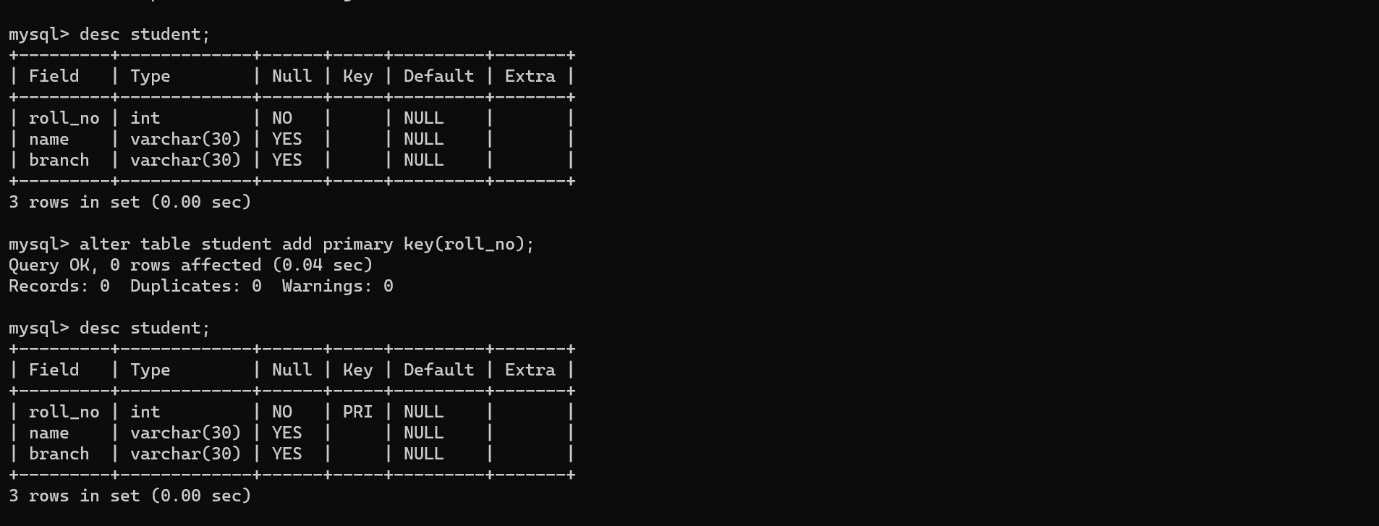 mysql> desc student;
+---------+-------------+------+-----+---------+-------+
| Field   | Type        | Null | Key | Default | Extra |
+---------+-------------+------+-----+---------+-------+
| roll_no | int         | NO   |     | NULL    |       |
| name    | varchar(30) | YES  |     | NULL    |       |
| branch  | varchar(30) | YES  |     | NULL    |       |
+---------+-------------+------+-----+---------+-------+
3 rows in set (0.00 sec)
mysql> alter table student add primary key(roll_no);
Query OK, 0 rows affected (0.04 sec)
Records: 0  Duplicates: 0  Warnings: 0
mysql> desc student;
+---------+-------------+------+-----+---------+-------+
| Field   | Type        | Null | Key | Default | Extra |
+---------+-------------+------+-----+---------+-------+
| roll_no | int         | NO   | PRI | NULL    |       |
| name    | varchar(30) | YES  |     | NULL    |       |
| branch  | varchar(30) | YES  |     | NULL    |       |
+---------+-------------+------+-----+---------+-------+
3 rows in set (0.00 sec)